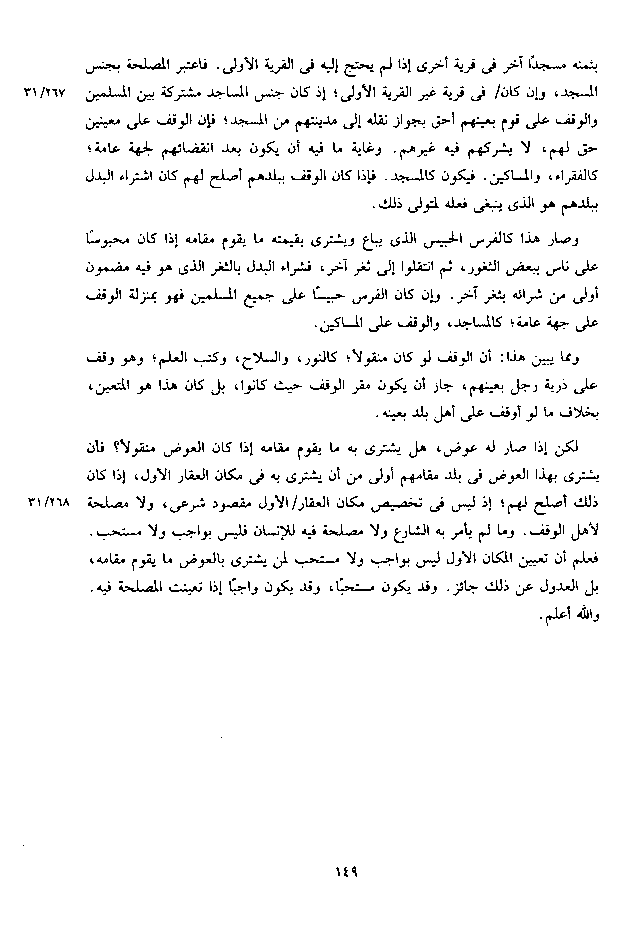 بثمنه مسجدًا آخر فى قرية أخرى إذا لم يحتج إليه فى القرية الأولى. فاعتبر المصلحة بجنس
٣١/٢٦٧ المسجد، وإن كان/ فى قرية غير القرية الأولى؛ إذ كان جنس المساجد مشتركة بين المسلمين
والوقف على قوم بعينهم أحق بجواز نقله إلى مدينتهم من المسجد؛ فإن الوقف على معينين
حق لهم، لا يشركهم فيه غيرهم. وغاية ما فيه أن يكون بعد انقضائهم لجهة عامة؛
كالفقراء، والمساكين. فيكون كالمسجد. فإذا كان الوقف ببلدهم أصلح لهم كان اشتراء البدل
ببلدهم هو الذى ينبغى فعله لمتولى ذلك.
وصار هذا كالفرس الحبيس الذى يباع ويشترى بقيمته ما يقوم مقامه إذا كان محبوسًا
على ناس ببعض الثغور، ثم انتقلوا إلى ثغر آخر، فشراء البدل بالثغر الذى هو فيه مضمون
أولى من شرائه بثغر آخر. وإن كان الفرس حبيسًا على جميع المسلمين فهو بمنزلة الوقف
على جهة عامة؛ كالمساجد، والوقف على المساكين.
ومما يبين هذا: أن الوقف لو كان منقولاً؛ كالنور، والسلاح، وكتب العلم؛ وهو وقف
على ذرية رجل بعينهم، جاز أن يكون مقر الوقف حيث كانوا، بل كان هذا هو المتعين،
بخلاف ما لو أوقف على أهل بلد بعينه.
لكن إذا صار له عوض، هل يشترى به ما يقوم مقامه إذا كان العوض منقولاً؟ فأن
يشترى بهذا العوض فى بلد مقامهم أولى من أن يشترى به فى مكان العقار الأول، إذا كان
٣١/٢٦٨ ذلك أصلح لهم؛ إذ ليس فى تخصيص مكان العقار/الأول مقصود شرعى، ولا مصلحة
لأهل الوقف. وما لم يأمر به الشارع ولا مصلحة فيه للإنسان فليس بواجب ولا مستحب.
فعلم أن تعيين المكان الأول ليس بواجب ولا مستحب لمن يشترى بالعوض ما يقوم مقامه،
بل العدول عن ذلك جائز. وقد يكون مستحبًا، وقد يكون واجبًا إذا تعينت المصلحة فيه.
والله أعلم.
١٤٩